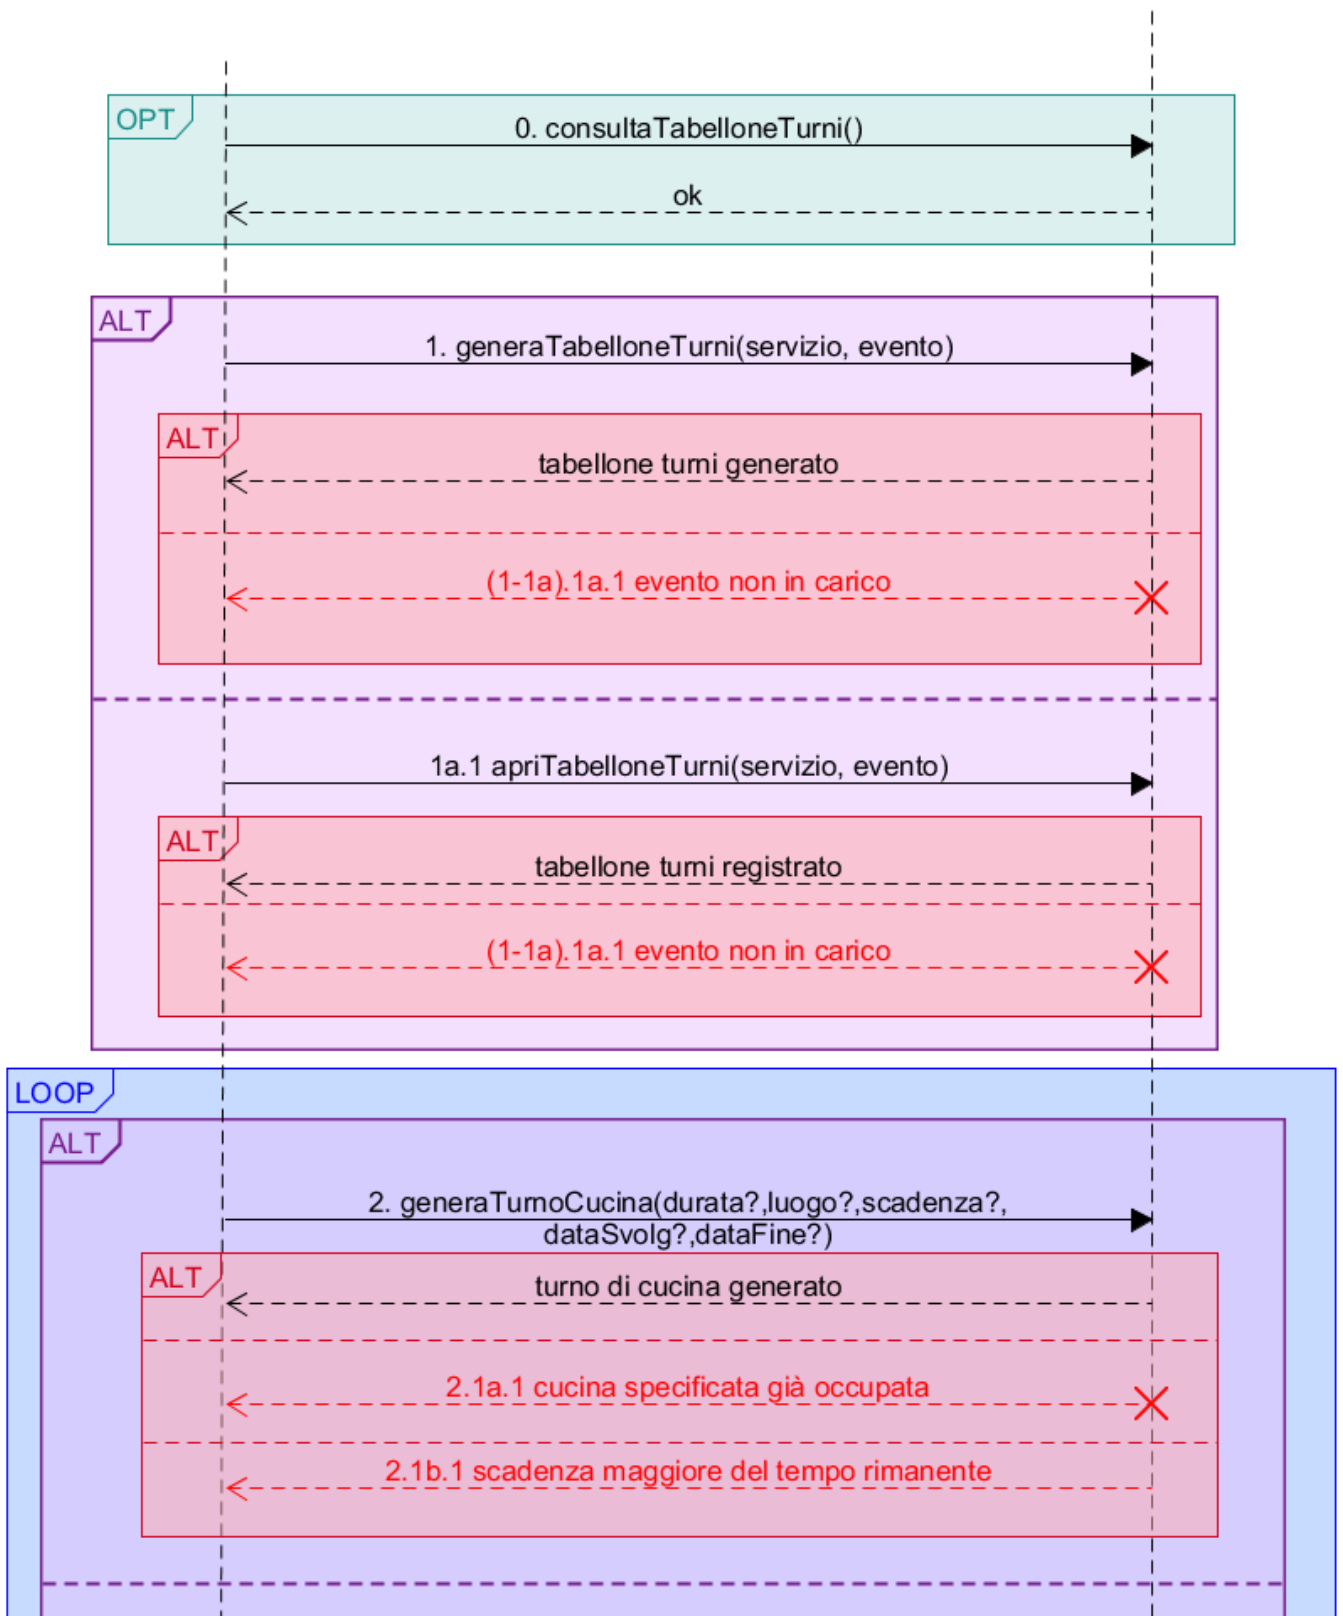 OPT
0. consultaTabelloneTurni()
ok
ALT
1. generaTabelloneTurni(servizio, evento)
ALT
tabellone turni generato
(1-1a).1a.1 evento non in carico
1a.1 apriTabelloneTurni(servizio, evento)
ALT
tabellone turni registrato
(1-1a).1a.1 evento non in carico
LOOP
ALT
2. generaTurnoCucina(durata?,luogo?,scadenza?,
dataSvolg?,dataFine?)
ALT
turno di cucina generato
2.1a.1 cucina specificata già occupata
2.1b.1 scadenza maggiore del tempo rimanente